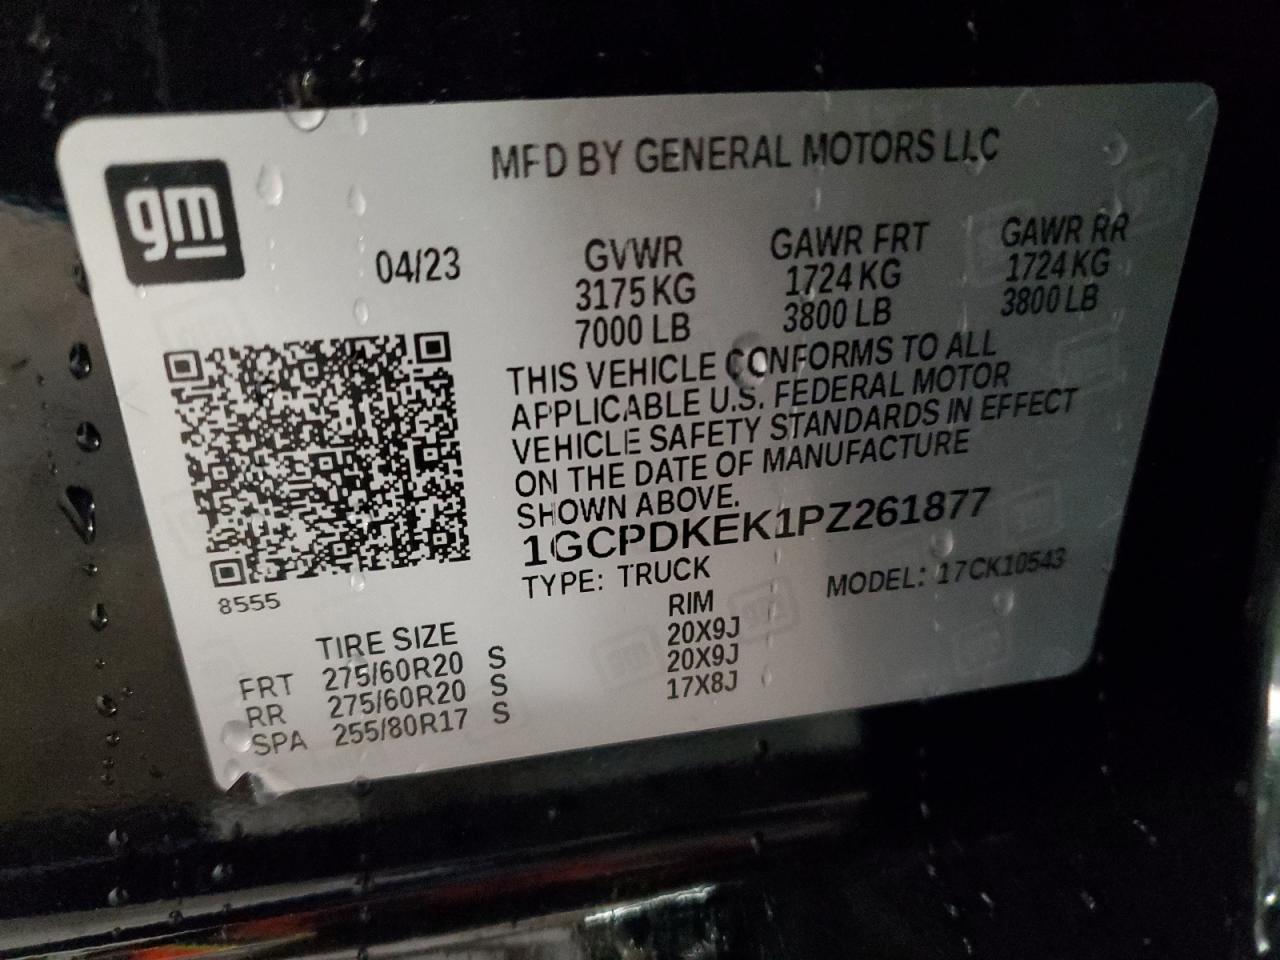 gm
MFD BY GENERAL MOTORS LLC
04/23
GVWR GAWR FRT GAWR RR
3175 KG 1724 KG 1724 KG
7000 LB 3800 LB 3800 LB
THIS VEHICLE CONFORMS TO ALL
APPLICABLE U.S. FEDERAL MOTOR
VEHICLE SAFETY STANDARDS IN EFFECT
ON THE DATE OF MANUFACTURE
SHOWN ABOVE.
1GCPDKEK1PZ261877
TYPE: TRUCK MODEL: 17CK10543
8555
TIRE SIZE RIM
FRT 275/60R20 S 20X9J
RR 275/60R20 S 20X9J
SPA 255/80R17 S 17X8J